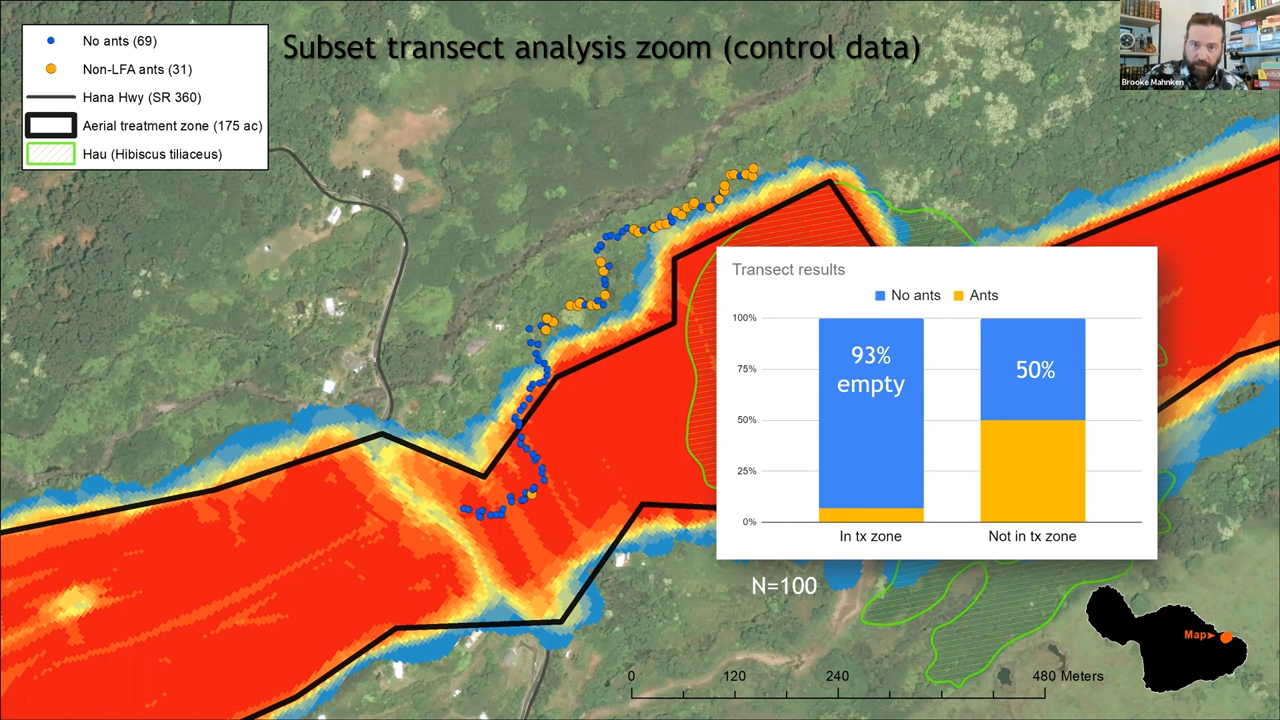 Subset transect analysis zoom (control data)
No ants (69)
Non-LFA ants (31)
Hana Hwy (SR 360)
Aerial treatment zone (175 ac)
Hau (Hibiscus tiliaceus)
Brooke Mahnken
Transect results
No ants
Ants
100%
75%
50%
25%
0%
93%
empty
50%
In tx zone
Not in tx zone
N=100
Map
0
120
240
480 Meters